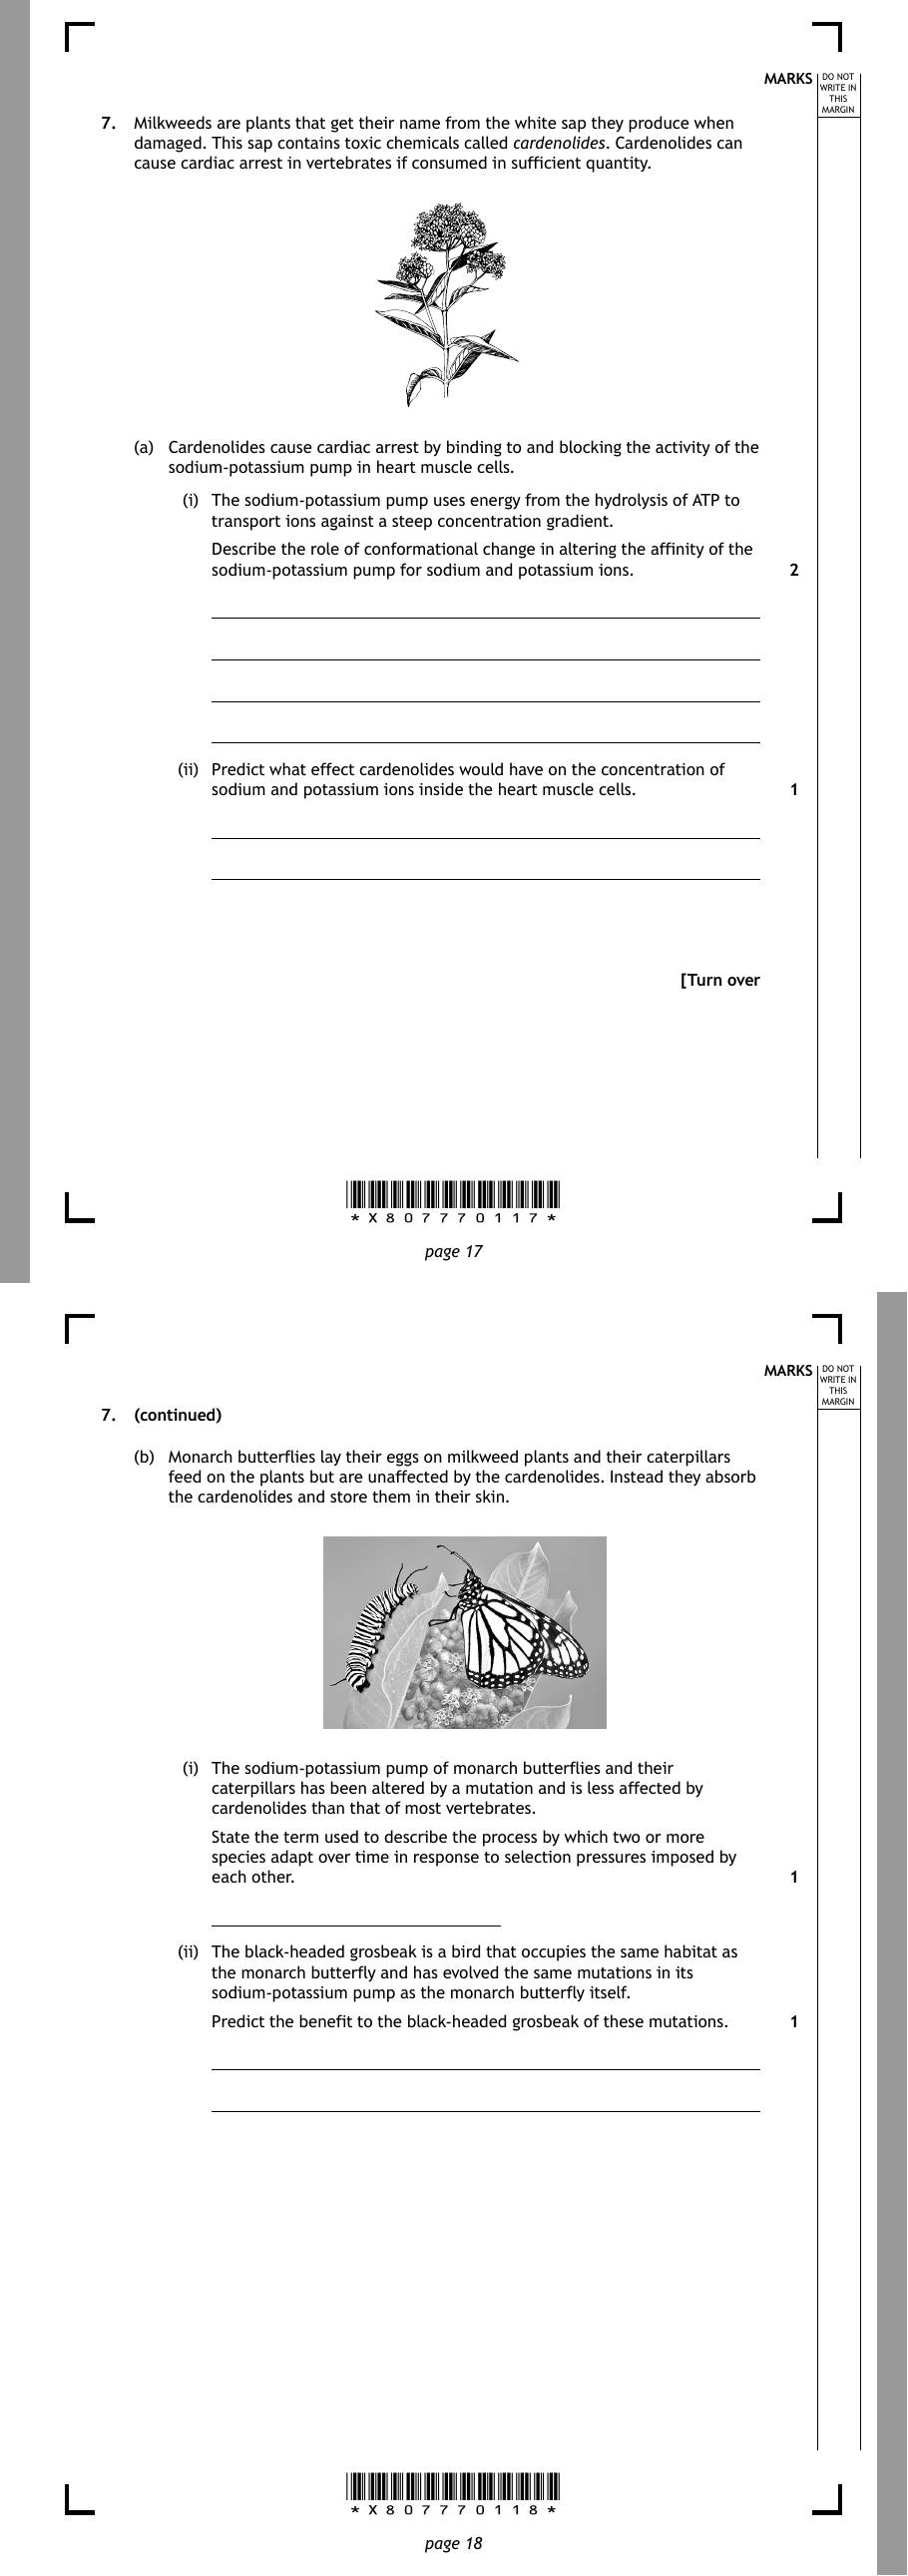 MARKS
DO NOT
WRITE IN
THIS
MARGIN
7. Milkweeds are plants that get their name from the white sap they produce when
damaged. This sap contains toxic chemicals called cardenolides. Cardenolides can
cause cardiac arrest in vertebrates if consumed in sufficient quantity.
(a) Cardenolides cause cardiac arrest by binding to and blocking the activity of the
sodium-potassium pump in heart muscle cells.
(i) The sodium-potassium pump uses energy from the hydrolysis of ATP to
transport ions against a steep concentration gradient.
Describe the role of conformational change in altering the affinity of the
sodium-potassium pump for sodium and potassium ions. 2
(ii) Predict what effect cardenolides would have on the concentration of
sodium and potassium ions inside the heart muscle cells. 1
[Turn over
* X 8 0 7 7 7 0 1 1 7 *
page 17
MARKS
DO NOT
WRITE IN
THIS
MARGIN
7. (continued)
(b) Monarch butterflies lay their eggs on milkweed plants and their caterpillars
feed on the plants but are unaffected by the cardenolides. Instead they absorb
the cardenolides and store them in their skin.
(i) The sodium-potassium pump of monarch butterflies and their
caterpillars has been altered by a mutation and is less affected by
cardenolides than that of most vertebrates.
State the term used to describe the process by which two or more
species adapt over time in response to selection pressures imposed by
each other. 1
(ii) The black-headed grosbeak is a bird that occupies the same habitat as
the monarch butterfly and has evolved the same mutations in its
sodium-potassium pump as the monarch butterfly itself.
Predict the benefit to the black-headed grosbeak of these mutations. 1
* X 8 0 7 7 7 0 1 1 8 *
page 18